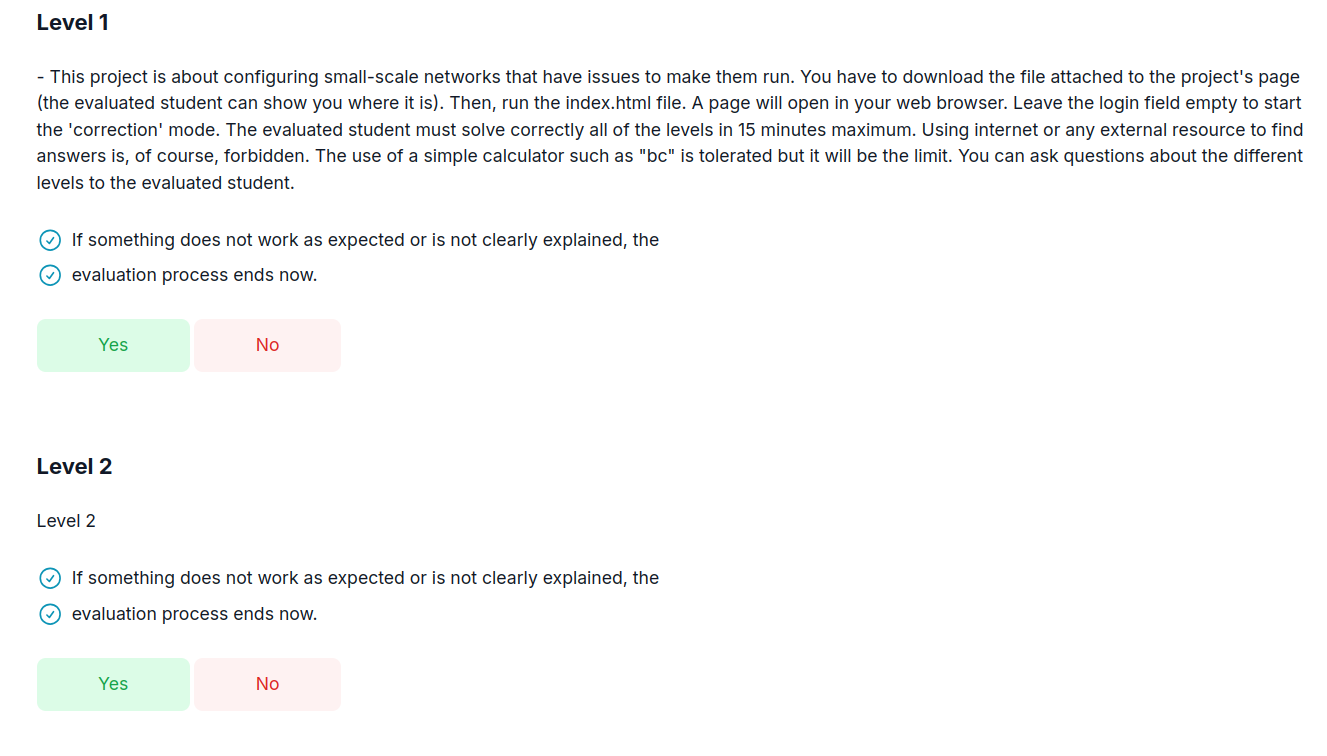 Level 1
- This project is about configuring small-scale networks that have issues to make them run. You have to download the file attached to the project's page
(the evaluated student can show you where it is). Then, run the index.html file. A page will open in your web browser. Leave the login field empty to start
the 'correction' mode. The evaluated student must solve correctly all of the levels in 15 minutes maximum. Using internet or any external resource to find
answers is, of course, forbidden. The use of a simple calculator such as "bc" is tolerated but it will be the limit. You can ask questions about the different
levels to the evaluated student.
If something does not work as expected or is not clearly explained, the
evaluation process ends now.
Yes No
Level 2
Level 2
If something does not work as expected or is not clearly explained, the
evaluation process ends now.
Yes No